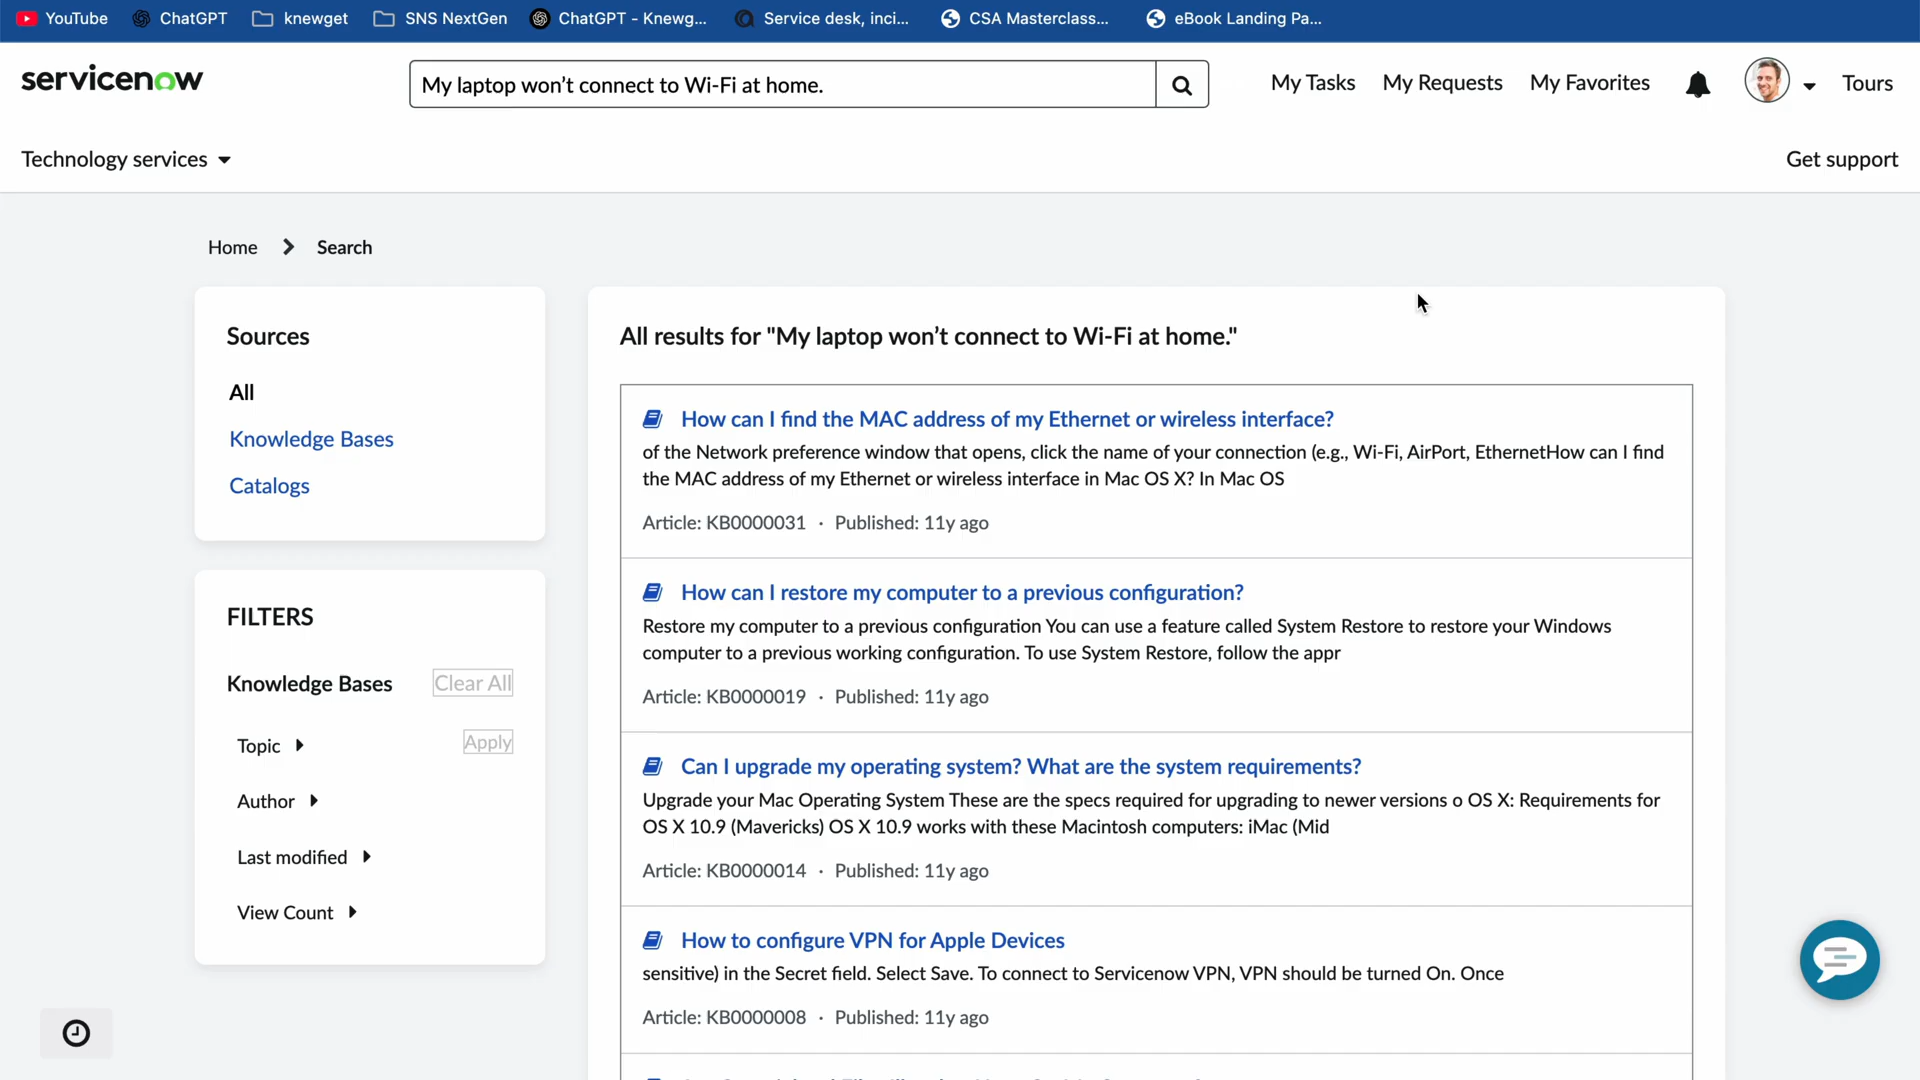 YouTube ChatGPT knewget SNS NextGen ChatGPT - Knewg... Service desk, inci... CSA Masterclass... eBook Landing Pa...
servicenow My laptop won’t connect to Wi-Fi at home. My Tasks My Requests My Favorites Tours
Technology services Get support
Home Search
Sources
All
Knowledge Bases
Catalogs
FILTERS
Knowledge Bases Clear All
Topic Apply
Author
Last modified
View Count
All results for "My laptop won’t connect to Wi-Fi at home."
How can I find the MAC address of my Ethernet or wireless interface?
of the Network preference window that opens, click the name of your connection (e.g., Wi-Fi, AirPort, EthernetHow can I find
the MAC address of my Ethernet or wireless interface in Mac OS X? In Mac OS
Article: KB0000031 · Published: 11y ago
How can I restore my computer to a previous configuration?
Restore my computer to a previous configuration You can use a feature called System Restore to restore your Windows
computer to a previous working configuration. To use System Restore, follow the appr
Article: KB0000019 · Published: 11y ago
Can I upgrade my operating system? What are the system requirements?
Upgrade your Mac Operating System These are the specs required for upgrading to newer versions o OS X: Requirements for
OS X 10.9 (Mavericks) OS X 10.9 works with these Macintosh computers: iMac (Mid
Article: KB0000014 · Published: 11y ago
How to configure VPN for Apple Devices
sensitive) in the Secret field. Select Save. To connect to Servicenow VPN, VPN should be turned On. Once
Article: KB0000008 · Published: 11y ago